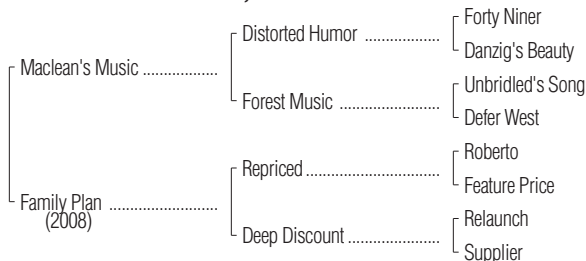 Forty Niner
Distorted Humor ..................
Danzig's Beauty
Maclean's Music ..................
Unbridled's Song
Forest Music ........................
Defer West
Roberto
Repriced ................................
Feature Price
Family Plan ..........................
(2008)
Relaunch
Deep Discount ......................
Supplier